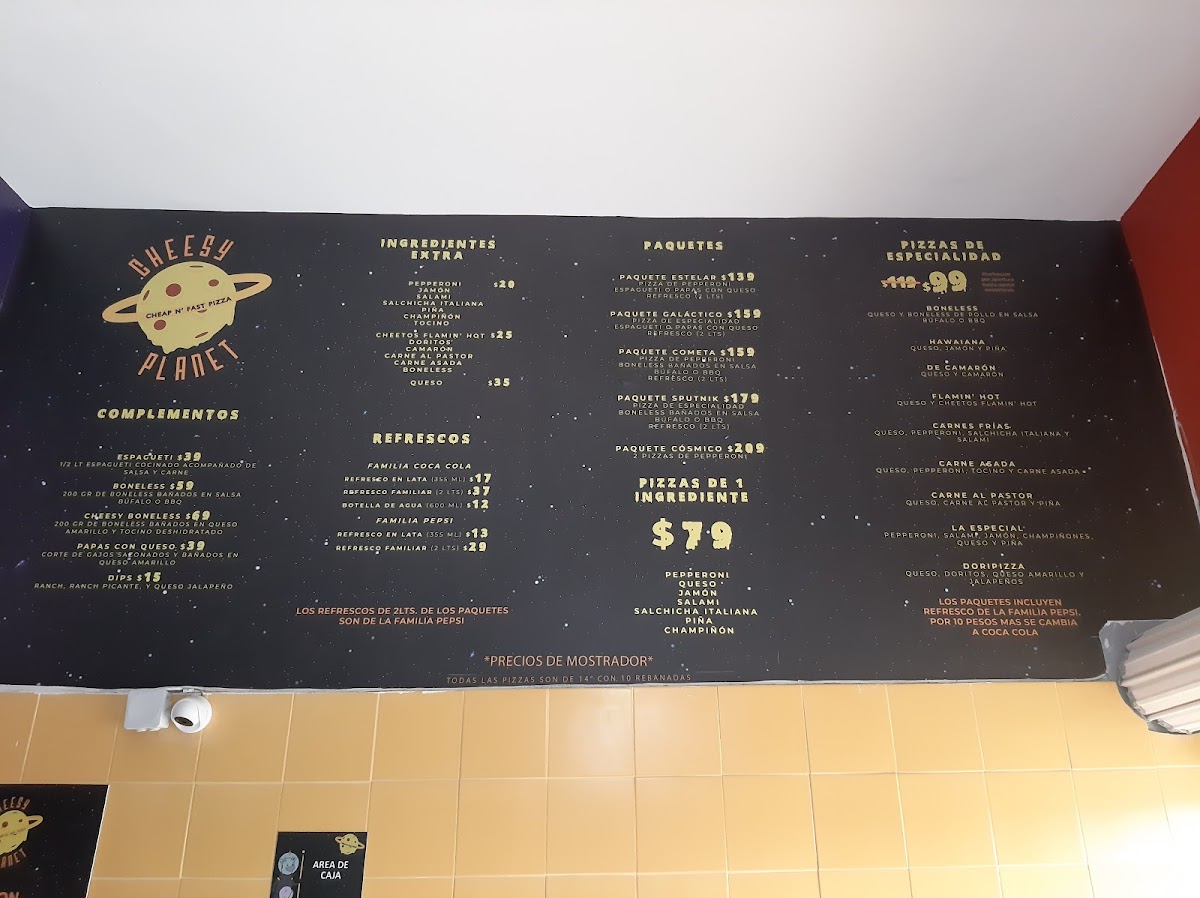 CHEESY
CHEAP N' FAST PIZZA
PLANET
COMPLEMENTOS
ESPAGUETI $39
1/2 LT ESPAGUETI COCINADO ACOMPAÑADO DE
SALSA Y CARNE
BONELESS $59
200 GR DE BONELESS BAÑADOS EN SALSA
BÚFALO O BBQ
CHEESY BONELESS $69
200 GR DE BONELESS BAÑADOS EN QUESO
AMARILLO Y TOCINO DESHIDRATADO
PAPAS CON QUESO $39
CORTE DE GAJOS SAZONADOS Y BAÑADOS EN
QUESO AMARILLO
DIPS $15
RANCH, RANCH PICANTE, Y QUESO JALAPEÑO
INGREDIENTES
EXTRA
PEPPERONI $20
JAMÓN
SALAMI
SALCHICHA ITALIANA
PIÑA
CHAMPIÑÓN
TOCINO
CHEETOS FLAMIN' HOT $25
DORITOS
CAMARÓN
CARNE AL PASTOR
CARNE ASADA
BONELESS
QUESO $35
REFRESCOS
FAMILIA COCA COLA
REFRESCO EN LATA (355 ML) $17
REFRESCO FAMILIAR (2 LTS) $37
BOTELLA DE AGUA (600 ML) $12
FAMILIA PEPSI
REFRESCO EN LATA (355 ML) $13
REFRESCO FAMILIAR (2 LTS) $29
LOS REFRESCOS DE 2LTS. DE LOS PAQUETES
SON DE LA FAMILIA PEPSI
PAQUETES
PAQUETE ESTELAR $139
PIZZA DE PEPPERONI
ESPAGUETI O PAPAS CON QUESO
REFRESCO (2 LTS)
PAQUETE GALÁCTICO $159
PIZZA DE ESPECIALIDAD
ESPAGUETI O PAPAS CON QUESO
REFRESCO (2 LTS)
PAQUETE COMETA $159
PIZZA DE PEPPERONI
BONELESS BAÑADOS EN SALSA
BÚFALO O BBQ
REFRESCO (2 LTS)
PAQUETE SPUTNIK $179
PIZZA DE ESPECIALIDAD
BONELESS BAÑADOS EN SALSA
BÚFALO O BBQ
REFRESCO (2 LTS)
PAQUETE CÓSMICO $209
2 PIZZAS DE PEPPERONI
PIZZAS DE 1
INGREDIENTE
$79
PEPPERONI
QUESO
JAMÓN
SALAMI
SALCHICHA ITALIANA
PIÑA
CHAMPIÑÓN
PIZZAS DE
ESPECIALIDAD
$119 $99
BONELESS
QUESO Y BONELESS DE POLLO EN SALSA
BÚFALO O BBQ
HAWAIANA
QUESO, JAMÓN Y PIÑA
DE CAMARÓN
QUESO Y CAMARÓN
FLAMIN' HOT
QUESO Y CHEETOS FLAMIN' HOT
CARNES FRÍAS
QUESO, PEPPERONI, SALCHICHA ITALIANA Y
SALAMI
CARNE ASADA
QUESO, PEPPERONI, TOCINO Y CARNE ASADA
CARNE AL PASTOR
QUESO, CARNE AL PASTOR Y PIÑA
LA ESPECIAL
PEPPERONI, SALAMI, JAMÓN, CHAMPIÑONES,
QUESO Y PIÑA
DORIPIZZA
QUESO, DORITOS, QUESO AMARILLO Y
JALAPEÑOS
LOS PAQUETES INCLUYEN
REFRESCO DE LA FAMILIA PEPSI,
POR 10 PESOS MAS SE CAMBIA
A COCA COLA
*PRECIOS DE MOSTRADOR*
TODAS LAS PIZZAS SON DE 14" CON 10 REBANADAS
AREA DE
CAJA